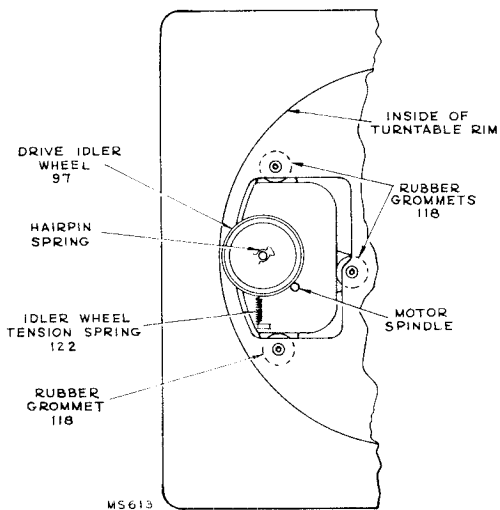 INSIDE OF
TURNTABLE RIM
DRIVE IDLER
WHEEL
97
RUBBER
GROMMETS
118
HAIRPIN
SPRING
IDLER WHEEL
TENSION SPRING
122
MOTOR
SPINDLE
RUBBER
GROMMET
118
MS613